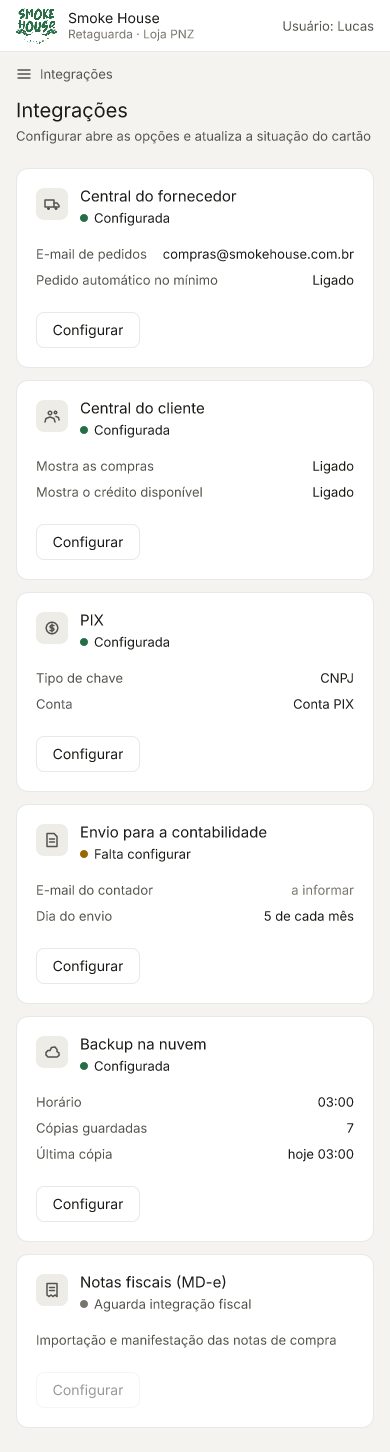 SMOKE
HOUSE
Smoke House
Retaguarda · Loja PNZ
Usuário: Lucas
Integrações
Integrações
Configurar abre as opções e atualiza a situação do cartão
Central do fornecedor
Configurada
E-mail de pedidos compras@smokehouse.com.br
Pedido automático no mínimo Ligado
Configurar
Central do cliente
Configurada
Mostra as compras Ligado
Mostra o crédito disponível Ligado
Configurar
PIX
Configurada
Tipo de chave CNPJ
Conta Conta PIX
Configurar
Envio para a contabilidade
Falta configurar
E-mail do contador a informar
Dia do envio 5 de cada mês
Configurar
Backup na nuvem
Configurada
Horário 03:00
Cópias guardadas 7
Última cópia hoje 03:00
Configurar
Notas fiscais (MD-e)
Aguarda integração fiscal
Importação e manifestação das notas de compra
Configurar